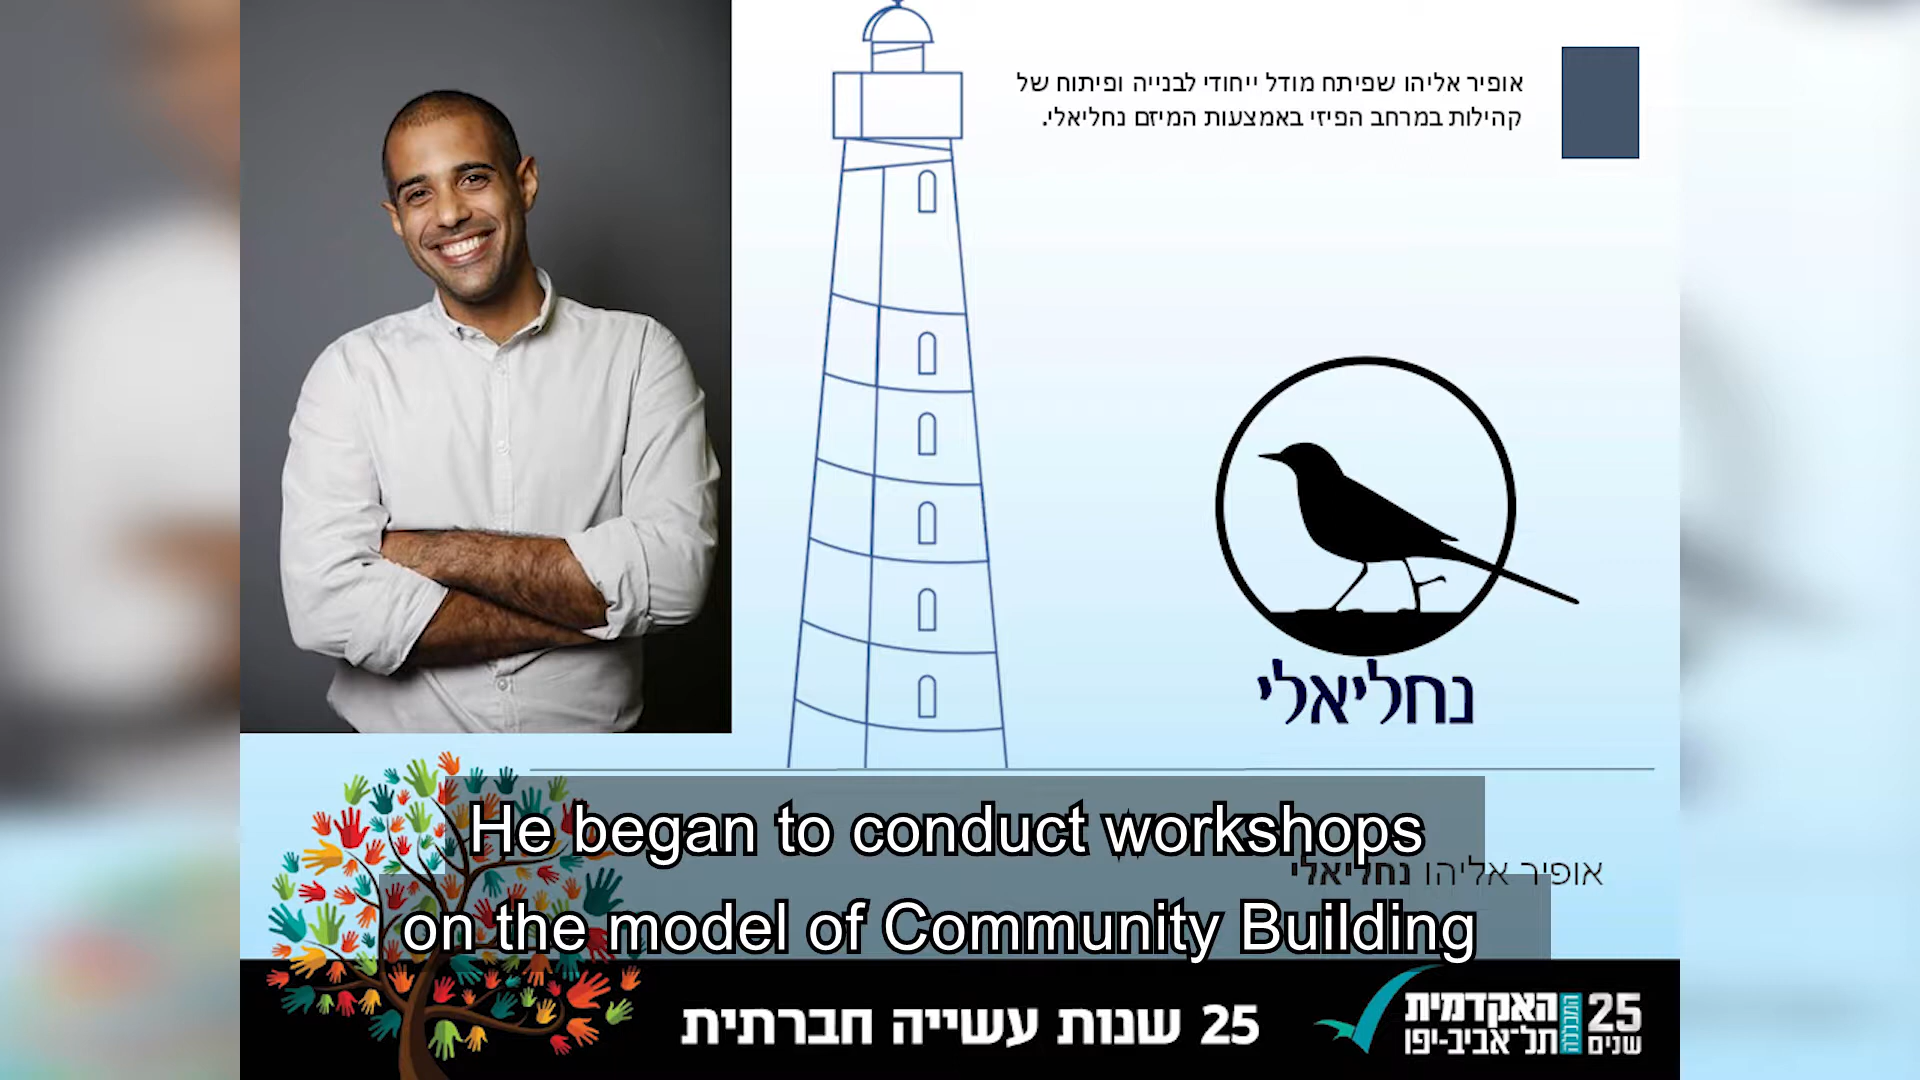 אופיר אליהו שפיתח מודל ייחודי לבנייה ופיתוח של
קהילות במרחב הפיזי באמצעות המיזם נחליאלי.
נחליאלי
He began to conduct workshops
אופיר אליהו נחליאלי
on the model of Community Building
25 שנות עשייה חברתית
האקדמית
תל־אביב-יפו
המכללה
25
שנים